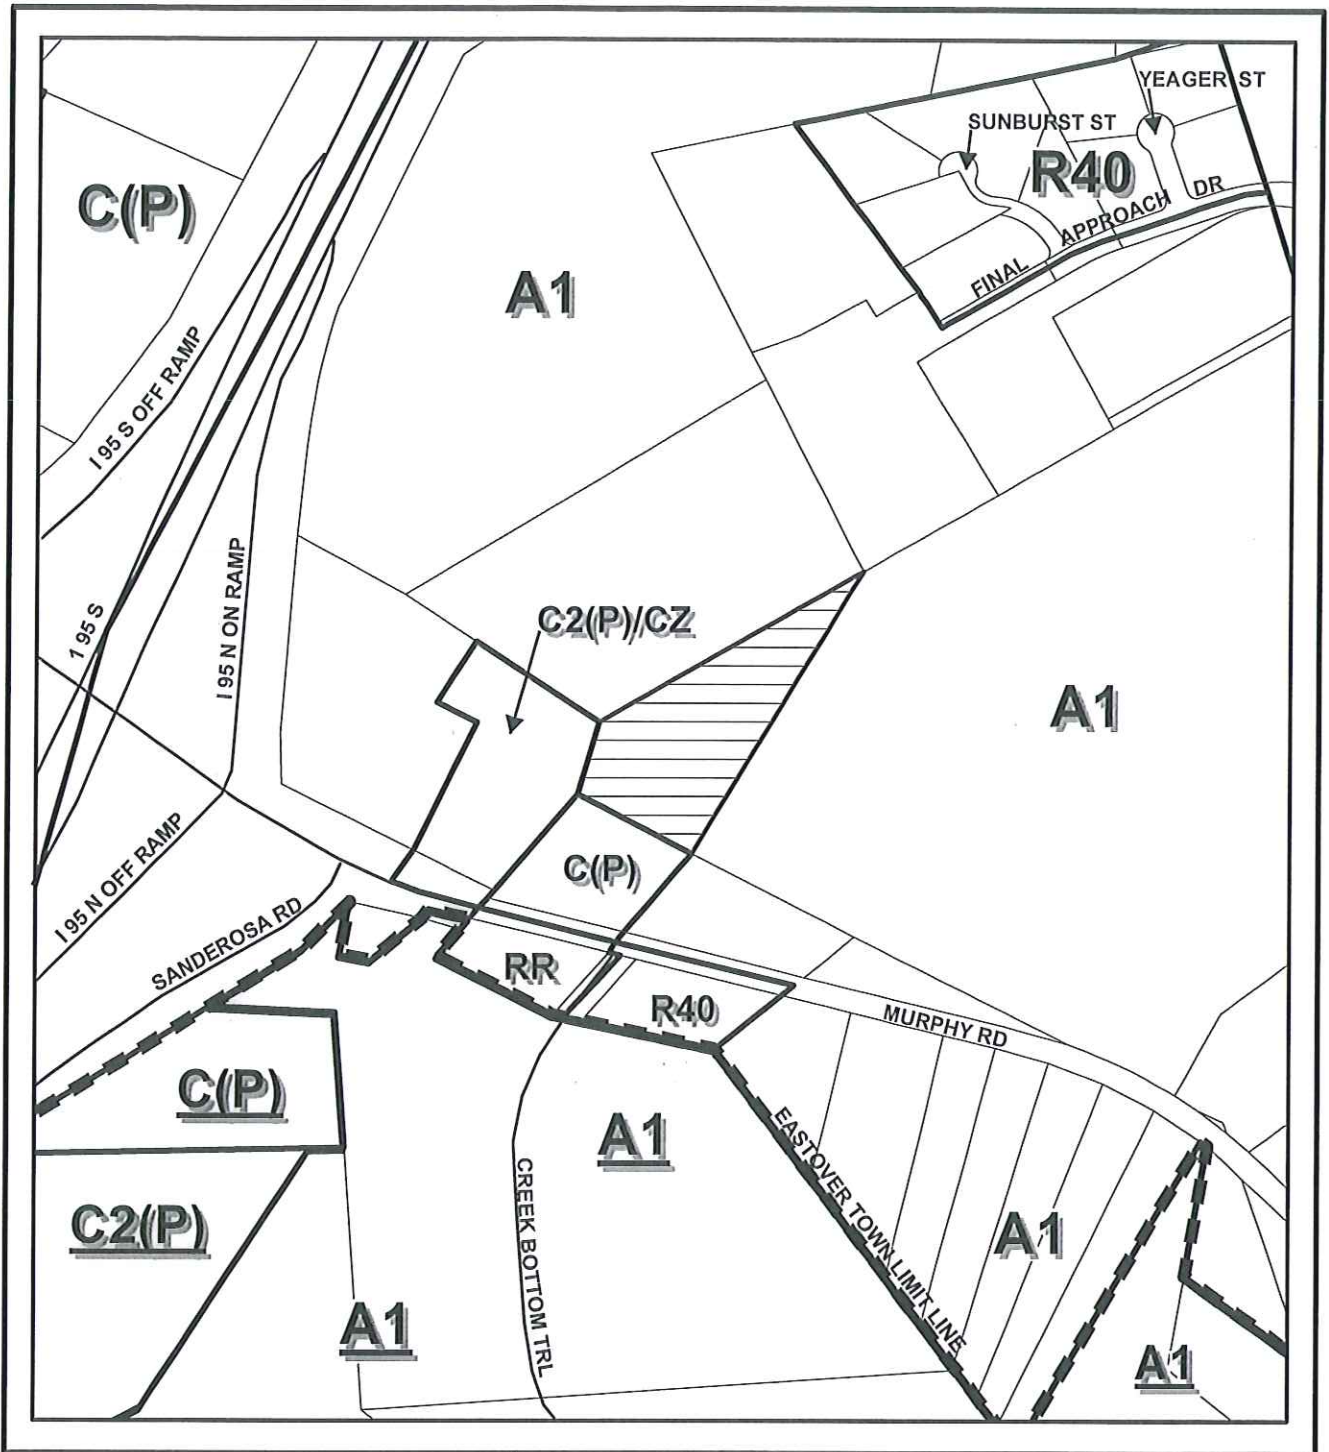 YEAGER ST
SUNBURST ST
R40
C(P)
DR
APPROACH
FINAL
A1
I 95 S OFF RAMP
I 95 N ON RAMP
1 95 S
C2(P)/CZ
A1
I 95 N OFF RAMP
C(P)
SANDEROSA RD
RR
R40
MURPHY RD
C(P)
A1
EASTOVER TOWN LIMIT LINE
CREEK BOTTOM TRL
C2(P)
A1
A1
A1